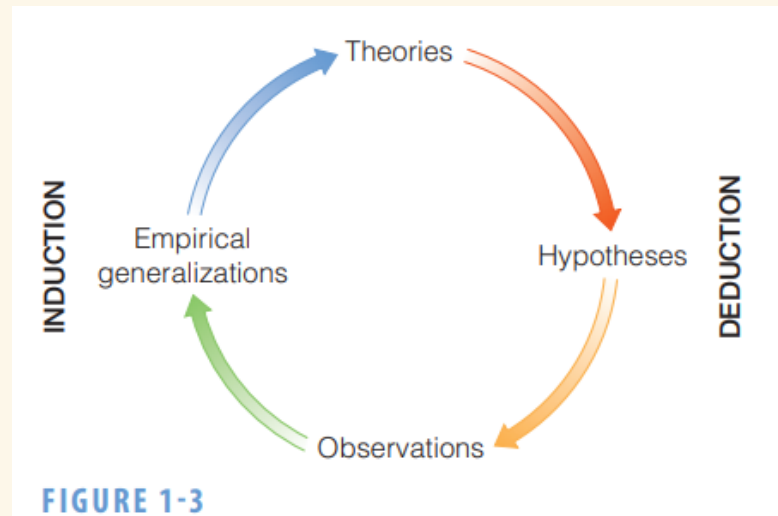 Theories
INDUCTION
Empirical
generalizations
Hypotheses
DEDUCTION
Observations
FIGURE 1-3